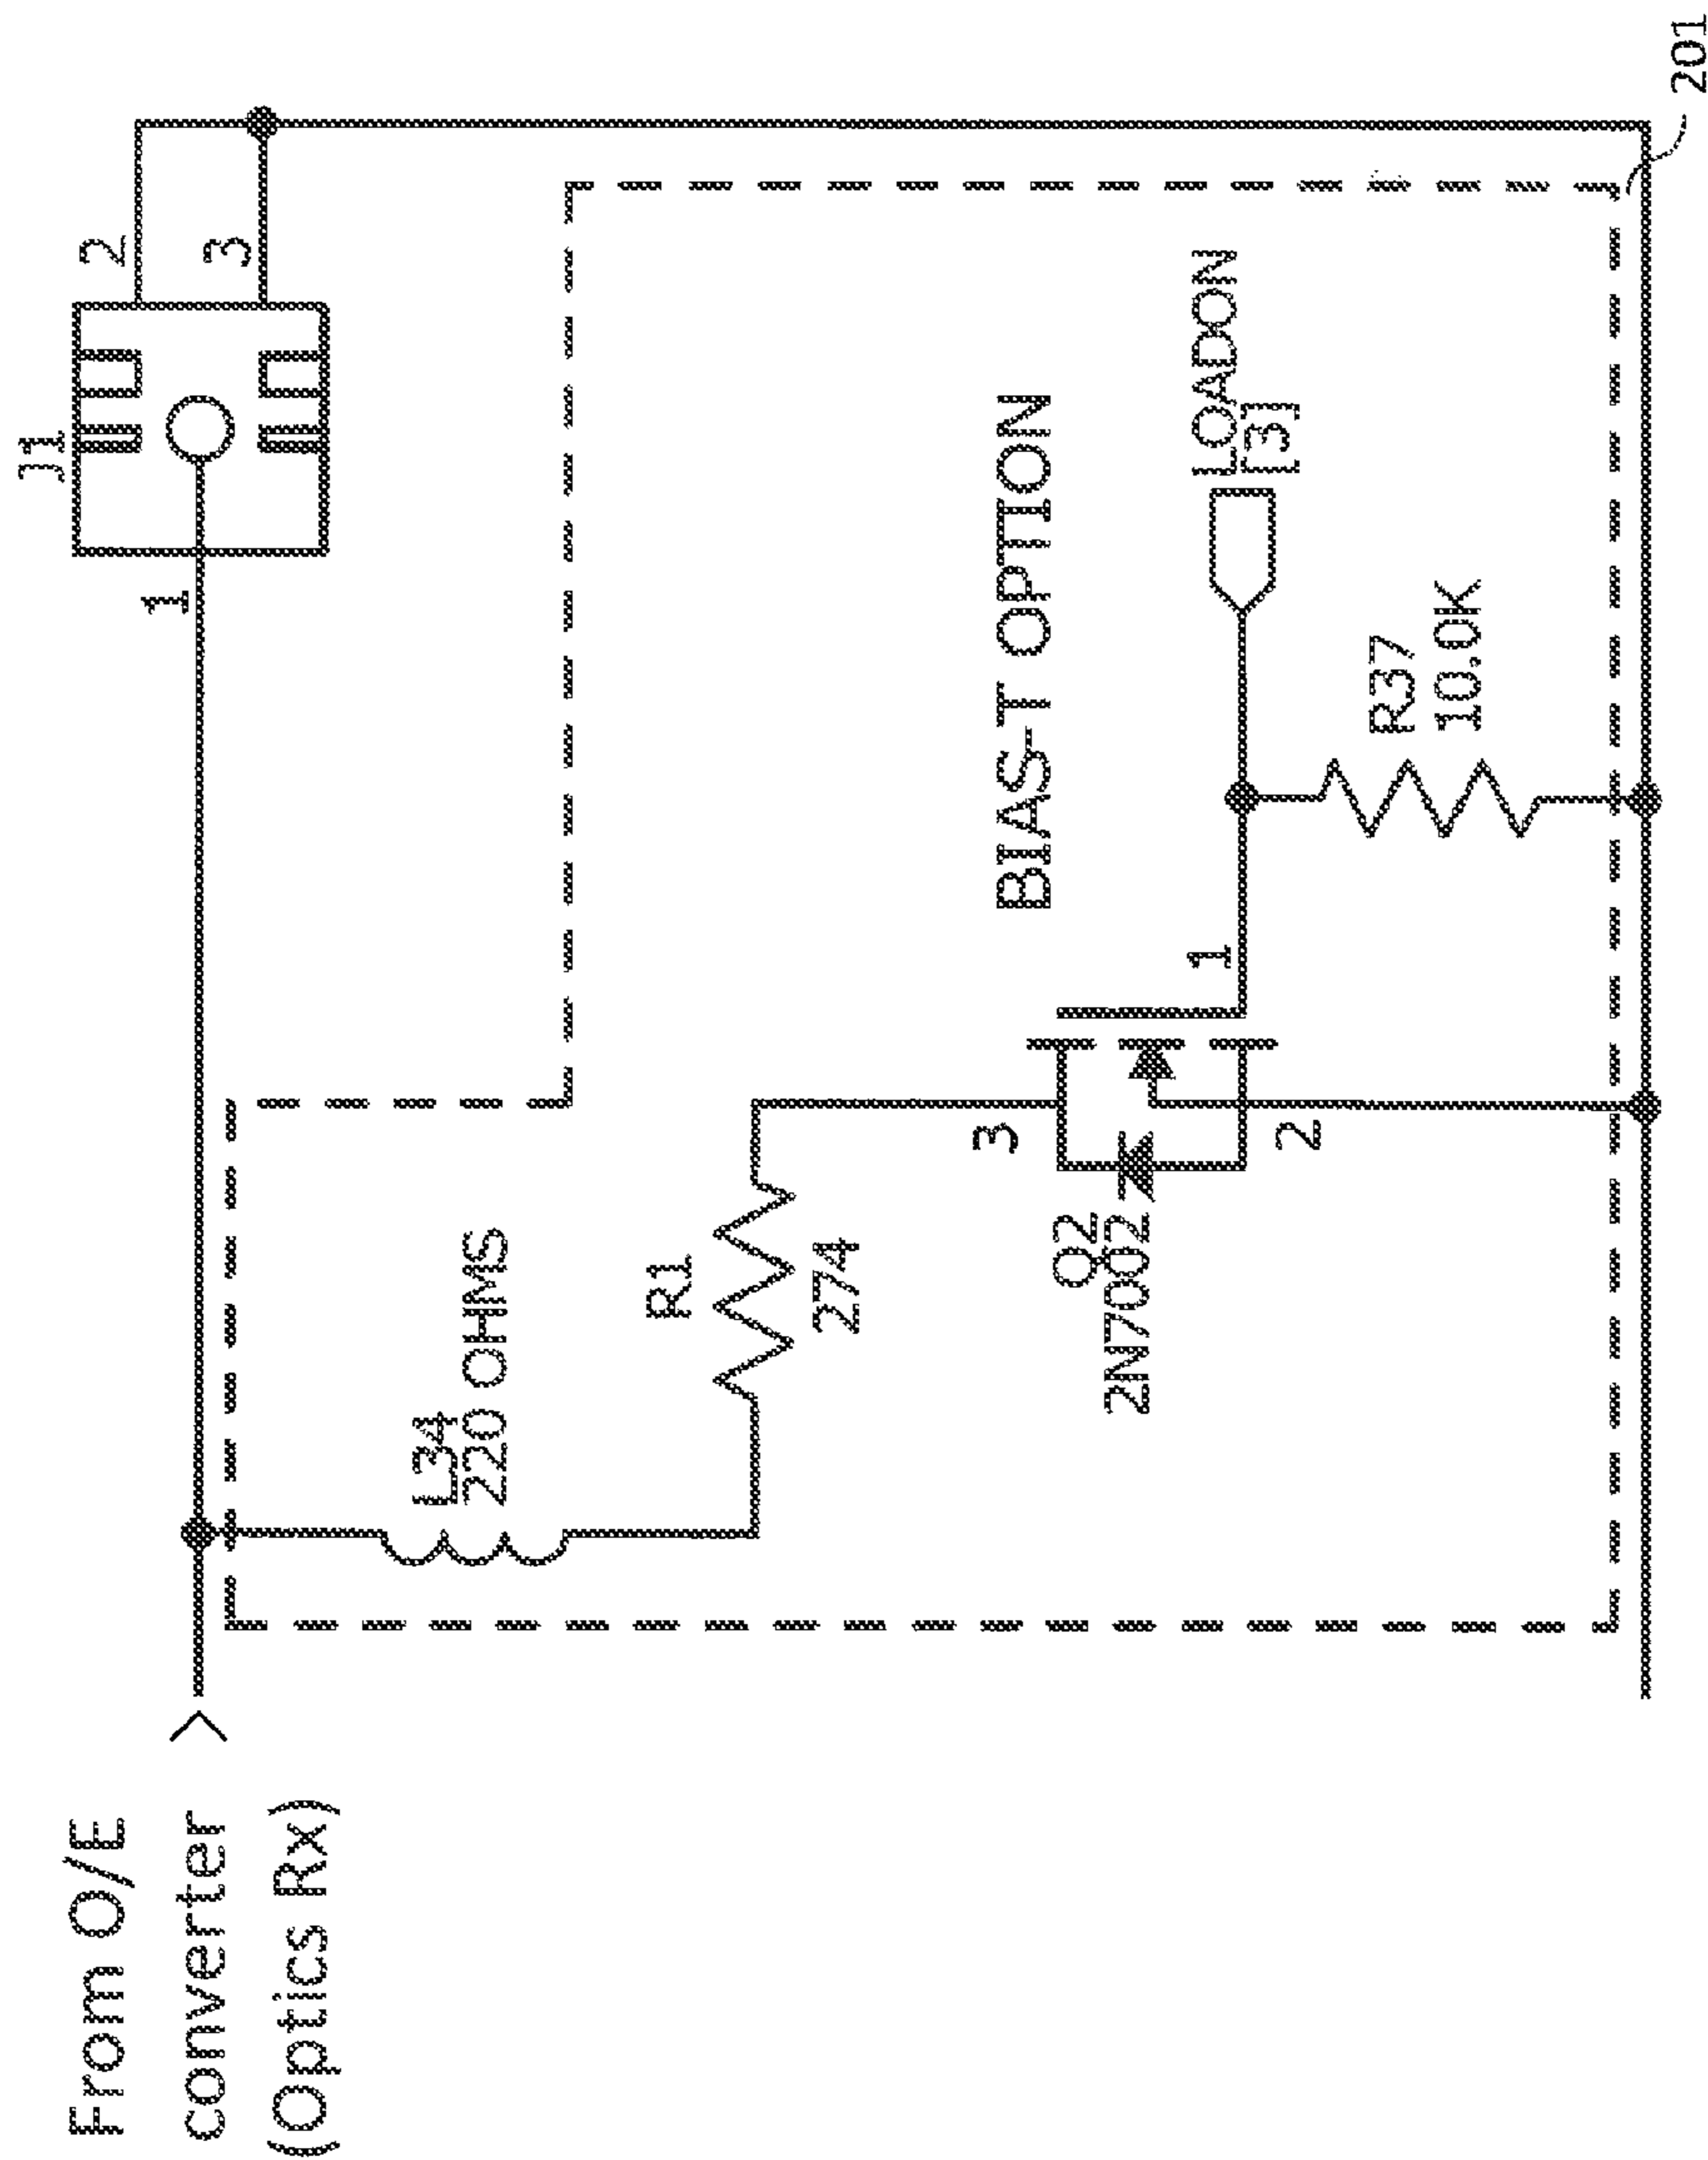 From O/E
converter
(Optics Rx)
J1
1
2
3
L34
220 OHMS
R1
274
3
Q2
2N7002
2
1
BIAS-T OPTION
LOADON
[3]
R37
10.0K
201